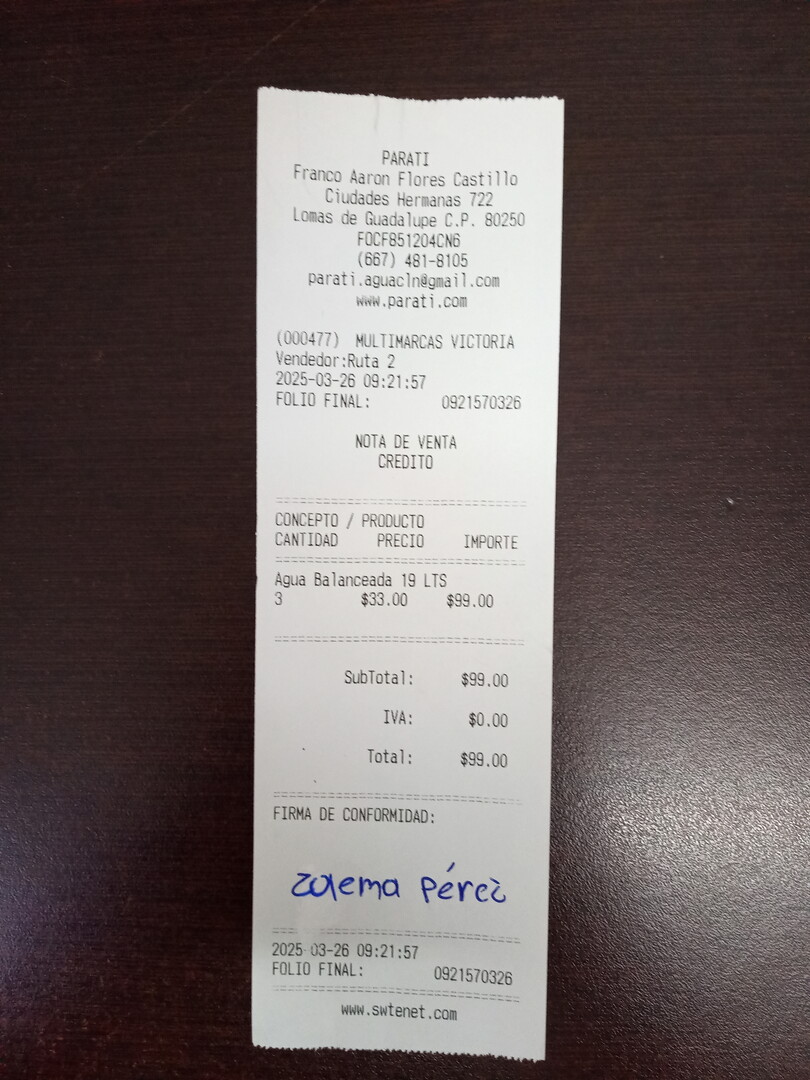 PARATI
Franco Aaron Flores Castillo
Ciudades Hermanas 722
Lomas de Guadalupe C.P. 80250
FOCF851204CN6
(667) 481-8105
parati.aguacln@gmail.com
www.parati.com
(000477) MULTIMARCAS VICTORIA
Vendedor:Ruta 2
2025-03-26 09:21:57
FOLIO FINAL: 0921570326
NOTA DE VENTA
CREDITO
CONCEPTO / PRODUCTO
CANTIDAD PRECIO IMPORTE
Agua Balanceada 19 LTS
3 $33.00 $99.00
SubTotal: $99.00
IVA: $0.00
Total: $99.00
FIRMA DE CONFORMIDAD:
Zulema Pérez
2025-03-26 09:21:57
FOLIO FINAL: 0921570326
www.swtenet.com